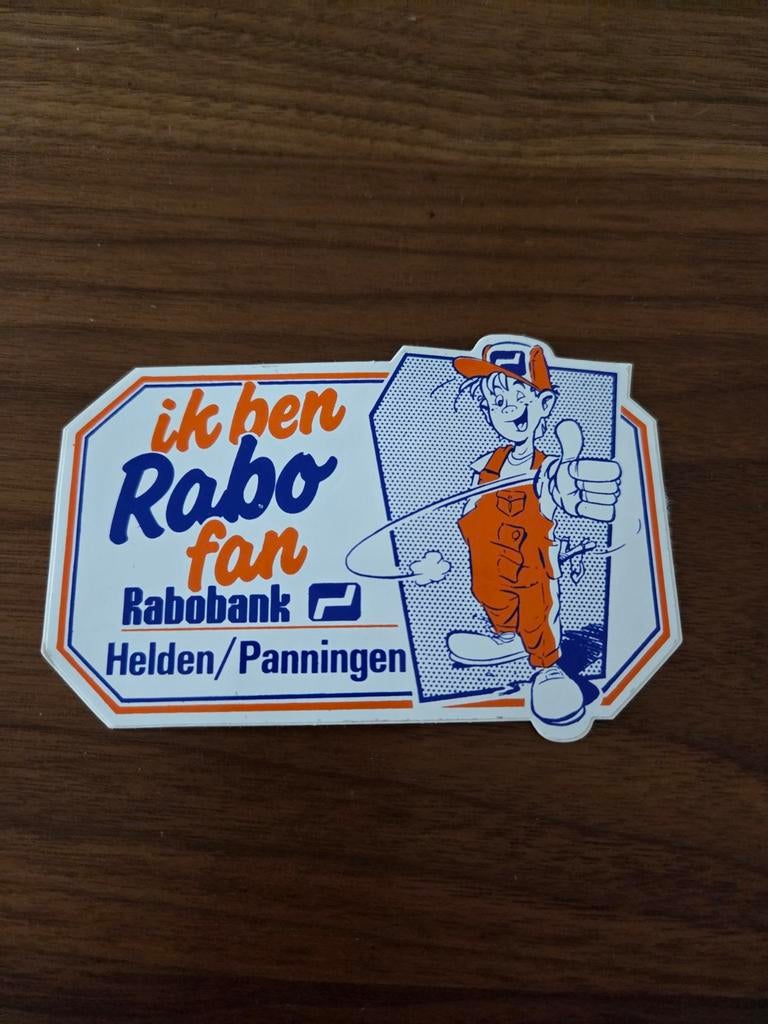 ik ben
Rabo
fan
Rabobank
Helden/Panningen